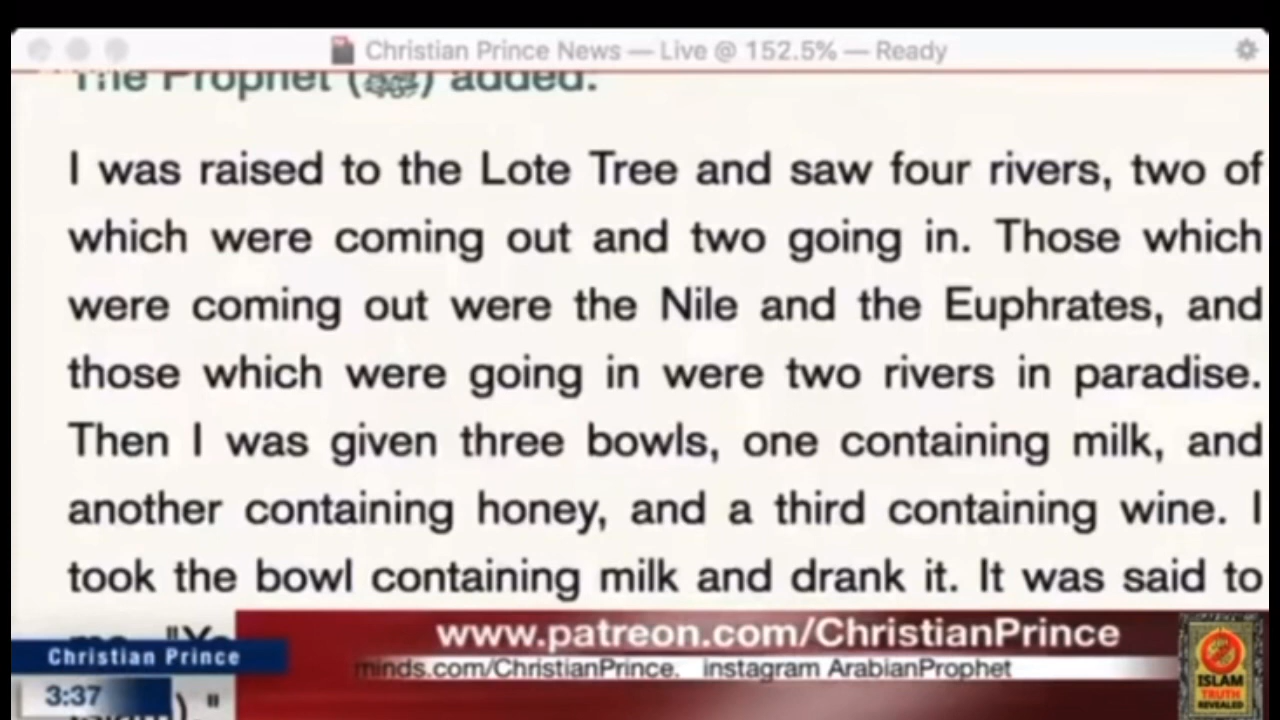 Christian Prince News — Live @ 152.5% — Ready
The Prophet (ﷺ) added:
I was raised to the Lote Tree and saw four rivers, two of
which were coming out and two going in. Those which
were coming out were the Nile and the Euphrates, and
those which were going in were two rivers in paradise.
Then I was given three bowls, one containing milk, and
another containing honey, and a third containing wine. I
took the bowl containing milk and drank it. It was said to
www.patreon.com/ChristianPrince
Christian Prince
minds.com/ChristianPrince. instagram ArabianProphet
3:37
ISLAM
TRUTH
REVEALED